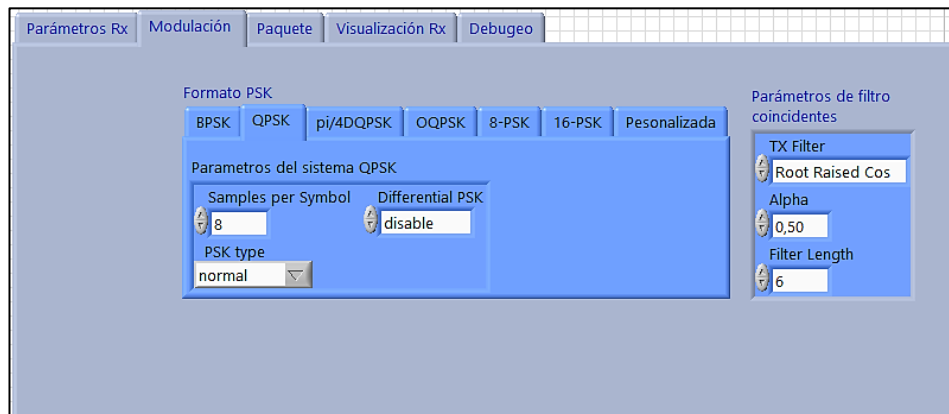 Parámetros Rx Modulación Paquete Visualización Rx Debugeo
Formato PSK
BPSK QPSK pi/4DQPSK OQPSK 8-PSK 16-PSK Pesonalizada
Parametros del sistema QPSK
Samples per Symbol Differential PSK
8 disable
PSK type
normal
Parámetros de filtro
coincidentes
TX Filter
Root Raised Cos
Alpha
0,50
Filter Length
6